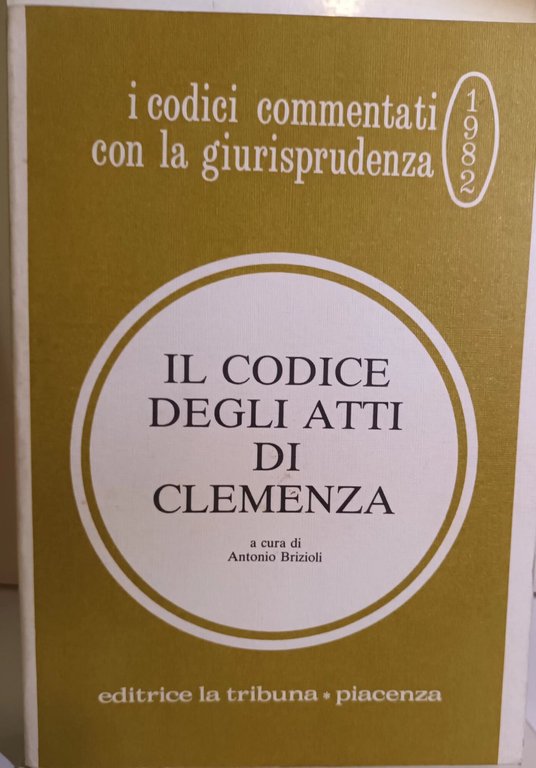 i codici commentati
con la giurisprudenza
1982
IL CODICE
DEGLI ATTI
DI
CLEMENZA
a cura di
Antonio Brizioli
editrice la tribuna * piacenza